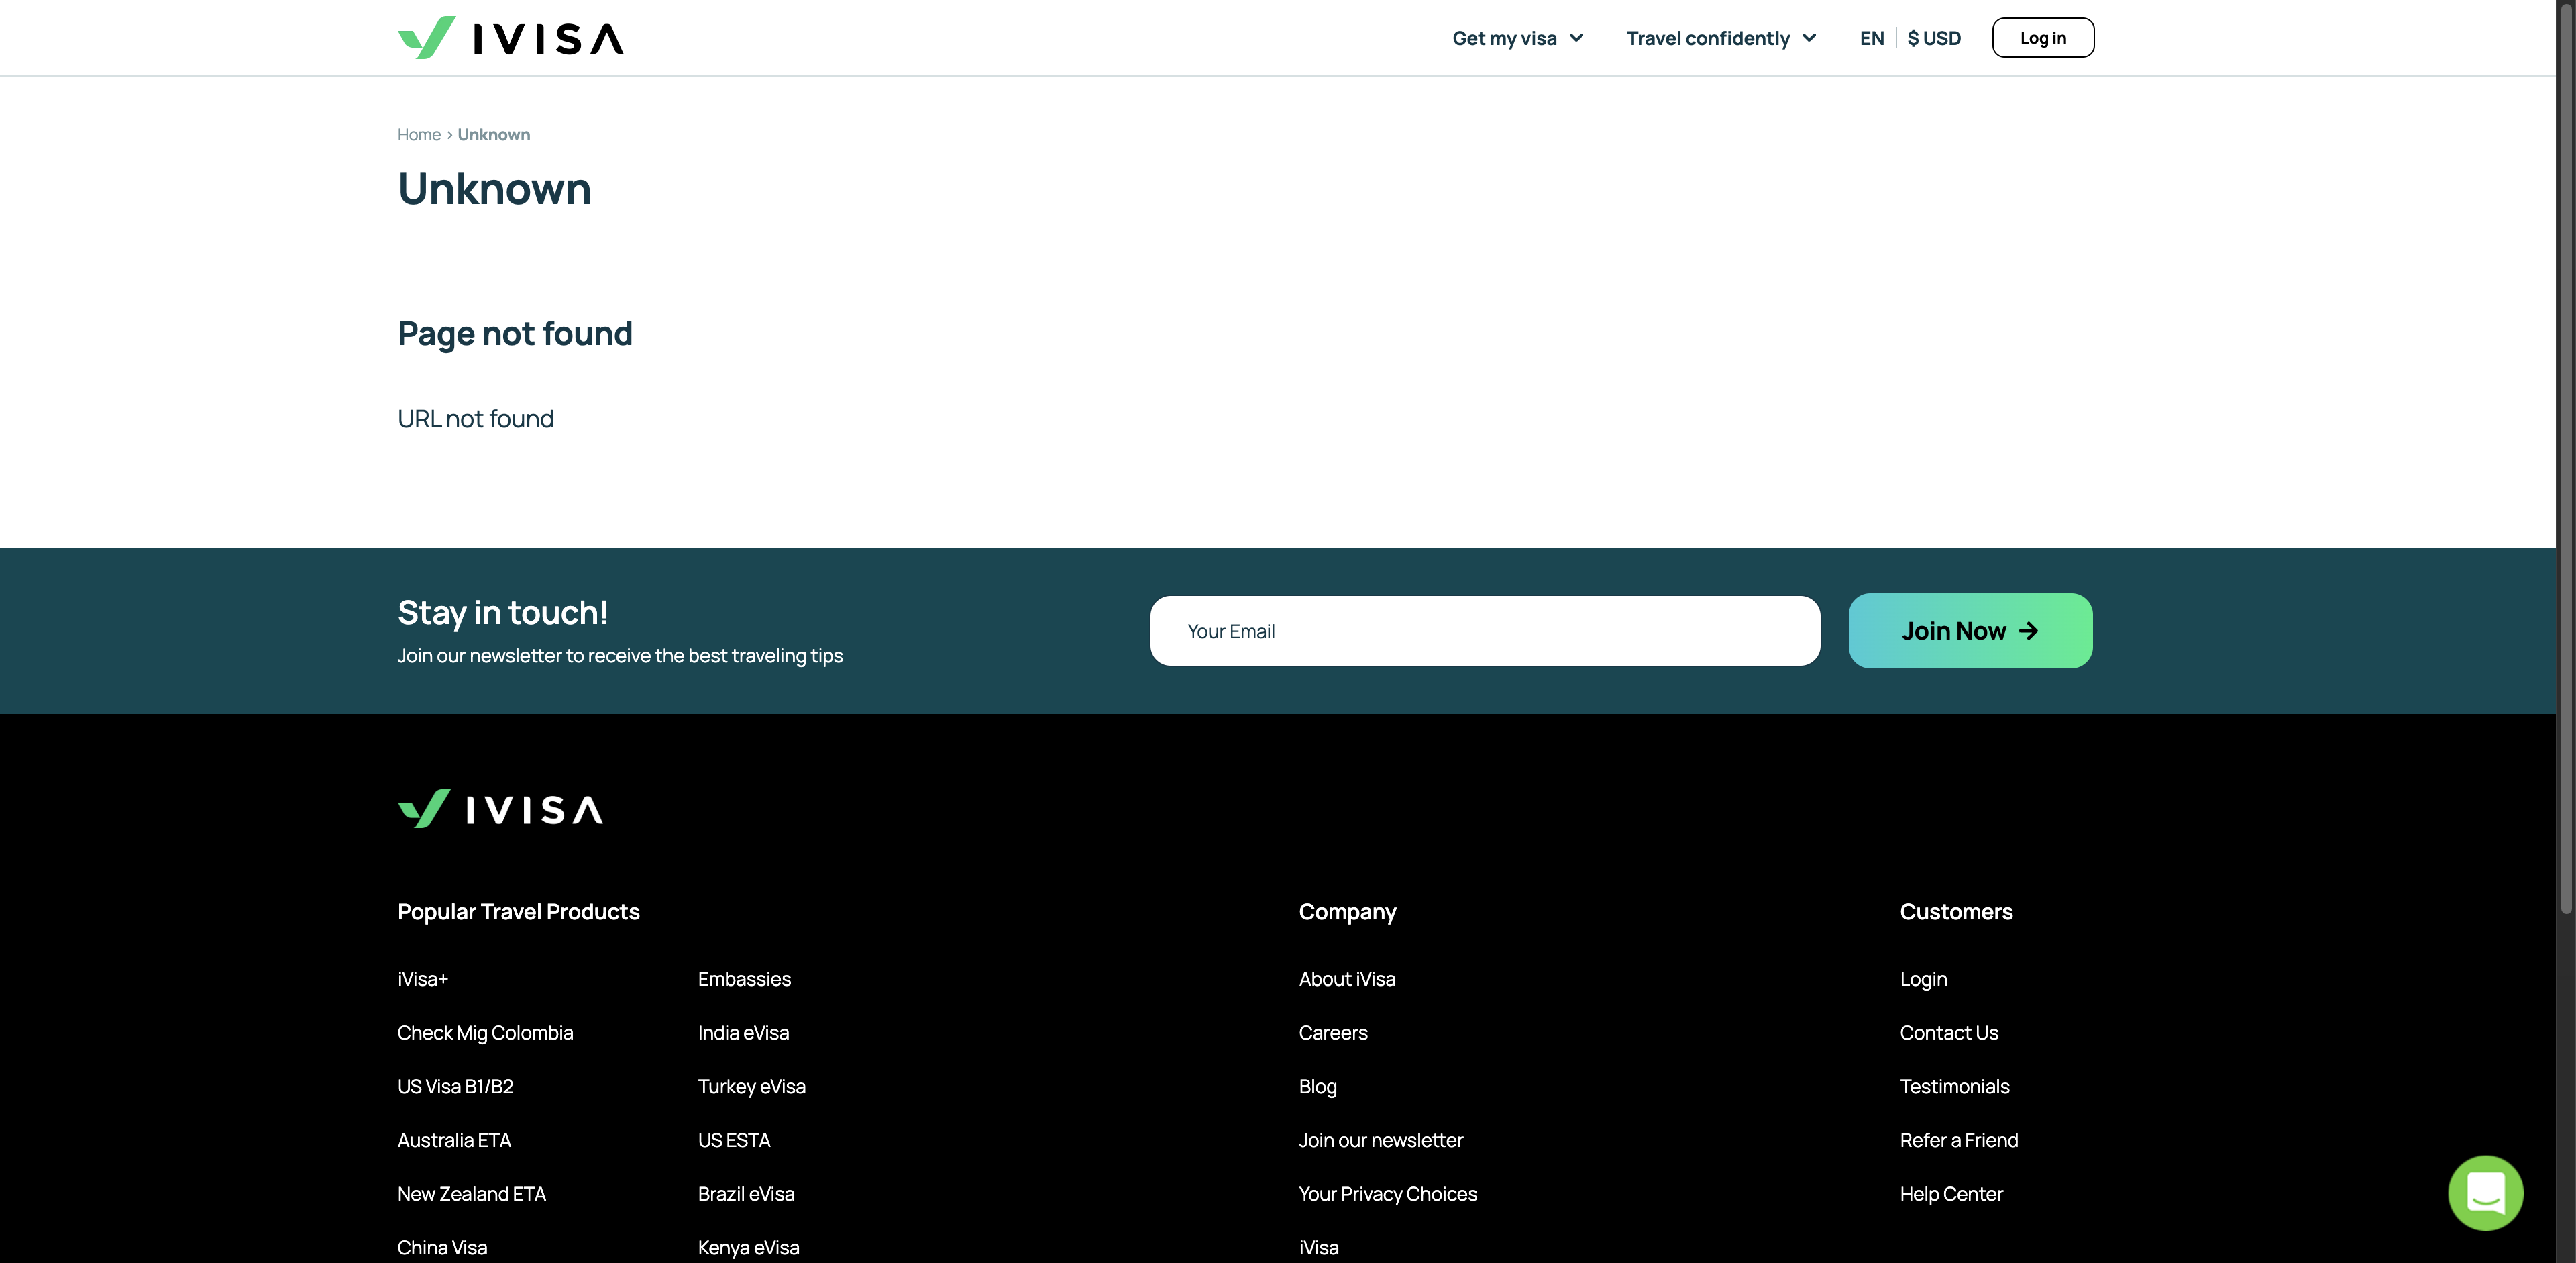 IVISA
Get my visa
Travel confidently
EN | $ USD
Log in
Home › Unknown
Unknown
Page not found
URL not found
Stay in touch!
Join our newsletter to receive the best traveling tips
Your Email
Join Now →
IVISA
Popular Travel Products
iVisa+
Check Mig Colombia
US Visa B1/B2
Australia ETA
New Zealand ETA
China Visa
Embassies
India eVisa
Turkey eVisa
US ESTA
Brazil eVisa
Kenya eVisa
Company
About iVisa
Careers
Blog
Join our newsletter
Your Privacy Choices
iVisa
Customers
Login
Contact Us
Testimonials
Refer a Friend
Help Center